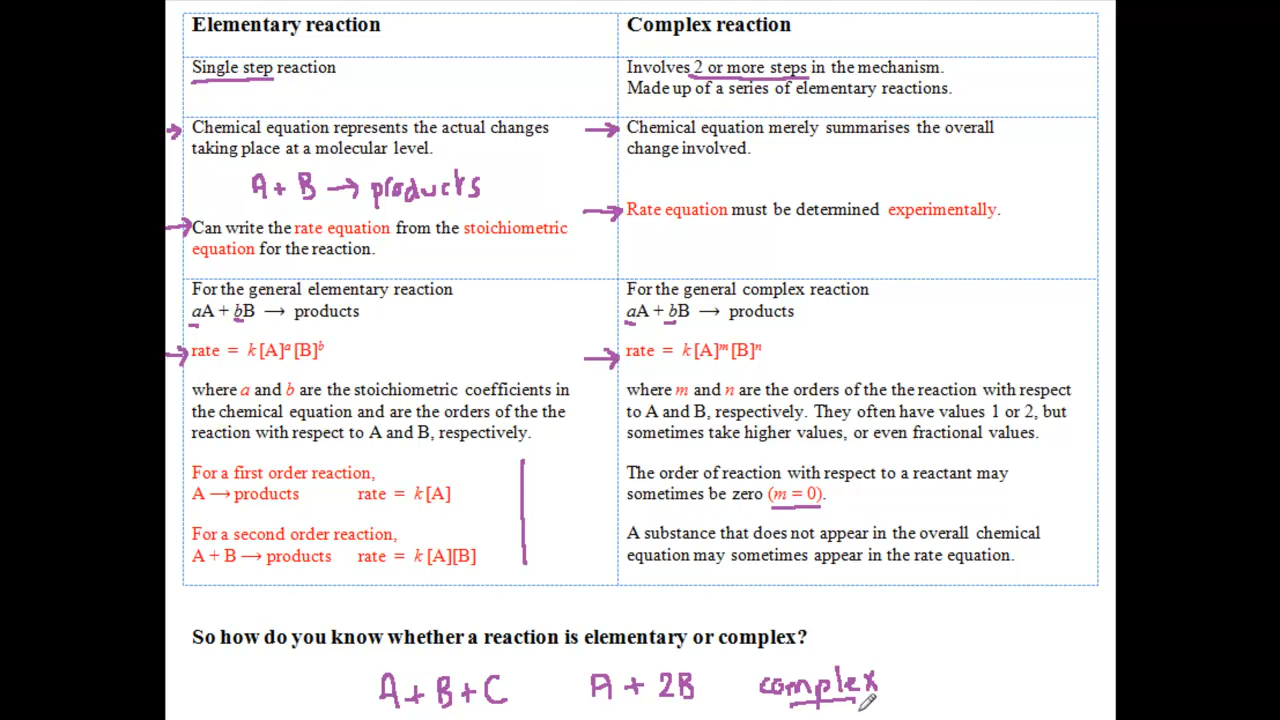 Elementary reaction
Complex reaction
Single step reaction
Involves 2 or more steps in the mechanism.
Made up of a series of elementary reactions.
Chemical equation represents the actual changes
taking place at a molecular level.
A + B → products
Can write the rate equation from the stoichiometric
equation for the reaction.
Chemical equation merely summarises the overall
change involved.
Rate equation must be determined experimentally.
For the general elementary reaction
aA + bB → products
rate = k [A]ᵃ [B]ᵇ
where a and b are the stoichiometric coefficients in
the chemical equation and are the orders of the the
reaction with respect to A and B, respectively.
For a first order reaction,
A → products rate = k [A]
For a second order reaction,
A + B → products rate = k [A][B]
For the general complex reaction
aA + bB → products
rate = k [A]ᵐ [B]ⁿ
where m and n are the orders of the the reaction with respect
to A and B, respectively. They often have values 1 or 2, but
sometimes take higher values, or even fractional values.
The order of reaction with respect to a reactant may
sometimes be zero (m = 0).
A substance that does not appear in the overall chemical
equation may sometimes appear in the rate equation.
So how do you know whether a reaction is elementary or complex?
A + B + C A + 2B complex